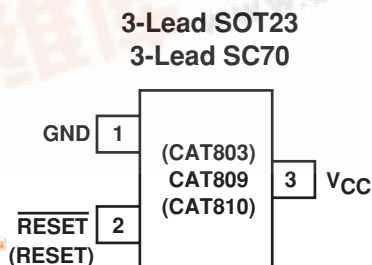 3-Lead SOT23
3-Lead SC70
GND 1
(CAT803)
CAT809
(CAT810)
3 VCC
RESET 2
(RESET)